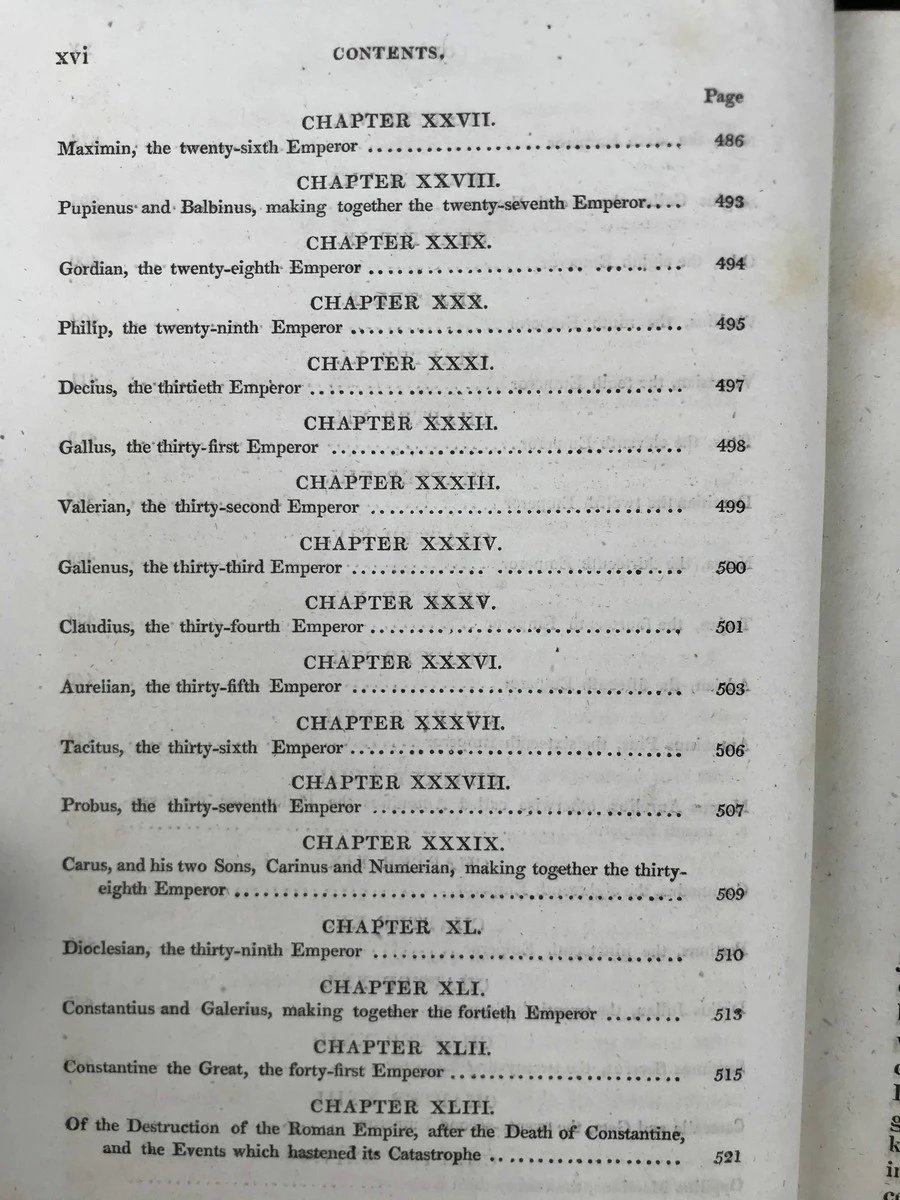 xvi CONTENTS.
Page
CHAPTER XXVII.
Maximin, the twenty-sixth Emperor ................................ 486
CHAPTER XXVIII.
Pupienus and Balbinus, making together the twenty-seventh Emperor.... 493
CHAPTER XXIX.
Gordian, the twenty-eighth Emperor ................................ 494
CHAPTER XXX.
Philip, the twenty-ninth Emperor ................................ 495
CHAPTER XXXI.
Decius, the thirtieth Emperor ................................ 497
CHAPTER XXXII.
Gallus, the thirty-first Emperor ................................ 498
CHAPTER XXXIII.
Valerian, the thirty-second Emperor ................................ 499
CHAPTER XXXIV.
Galienus, the thirty-third Emperor ................................ 500
CHAPTER XXXV.
Claudius, the thirty-fourth Emperor ................................ 501
CHAPTER XXXVI.
Aurelian, the thirty-fifth Emperor ................................ 503
CHAPTER XXXVII.
Tacitus, the thirty-sixth Emperor ................................ 506
CHAPTER XXXVIII.
Probus, the thirty-seventh Emperor ................................ 507
CHAPTER XXXIX.
Carus, and his two Sons, Carinus and Numerian, making together the thirty-
eighth Emperor ................................ 509
CHAPTER XL.
Dioclesian, the thirty-ninth Emperor ................................ 510
CHAPTER XLI.
Constantius and Galerius, making together the fortieth Emperor ........ 513
CHAPTER XLII.
Constantine the Great, the forty-first Emperor ........................ 515
CHAPTER XLIII.
Of the Destruction of the Roman Empire, after the Death of Constantine,
and the Events which hastened its Catastrophe .................... 521